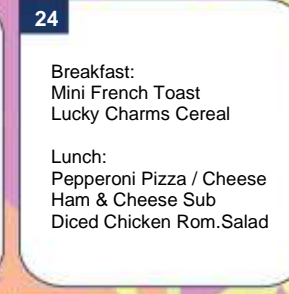 24
Breakfast:
Mini French Toast
Lucky Charms Cereal
Lunch:
Pepperoni Pizza / Cheese
Ham & Cheese Sub
Diced Chicken Rom.Salad